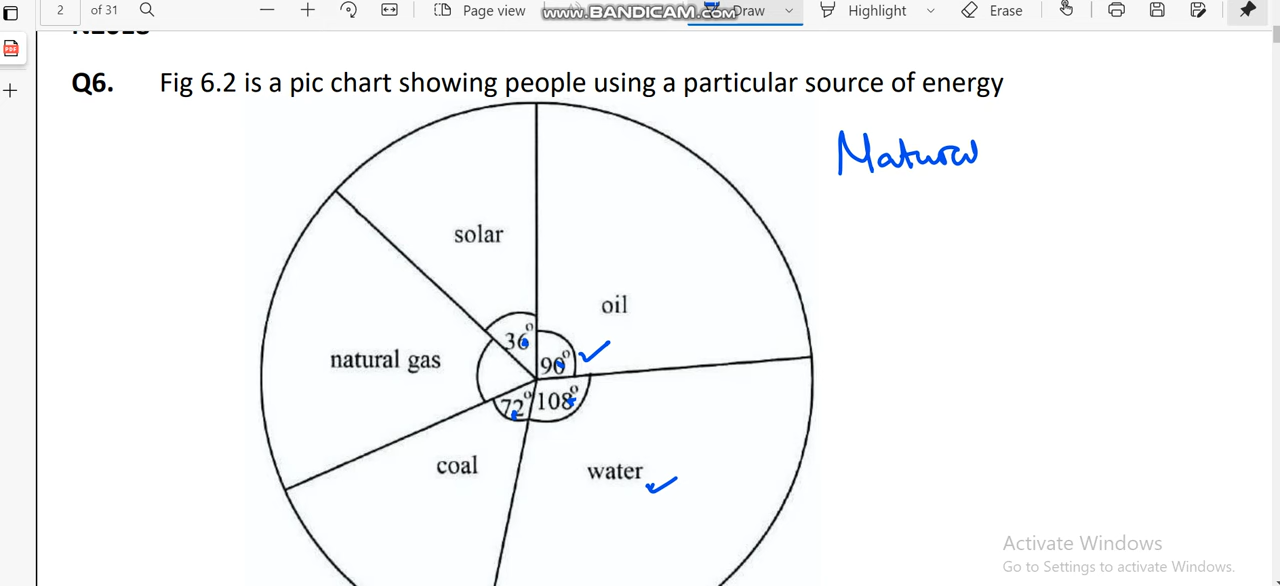 2 of 31 Page view www.BANDICAM.com Draw Highlight Erase
Q6. Fig 6.2 is a pic chart showing people using a particular source of energy
Natural
solar
oil
36°
natural gas
90°
72° 108°
coal
water
Activate Windows
Go to Settings to activate Windows.
PDF